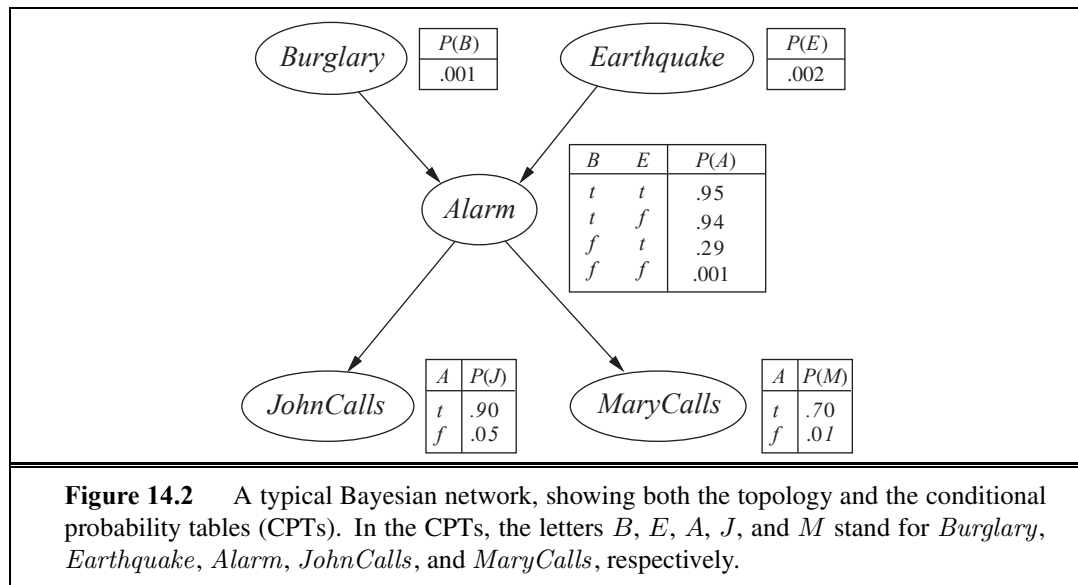 Burglary
P(B)
.001
Earthquake
P(E)
.002
Alarm
B E P(A)
t t .95
t f .94
f t .29
f f .001
JohnCalls
A P(J)
t .90
f .05
MaryCalls
A P(M)
t .70
f .01
Figure 14.2 A typical Bayesian network, showing both the topology and the conditional
probability tables (CPTs). In the CPTs, the letters B, E, A, J, and M stand for Burglary,
Earthquake, Alarm, JohnCalls, and MaryCalls, respectively.